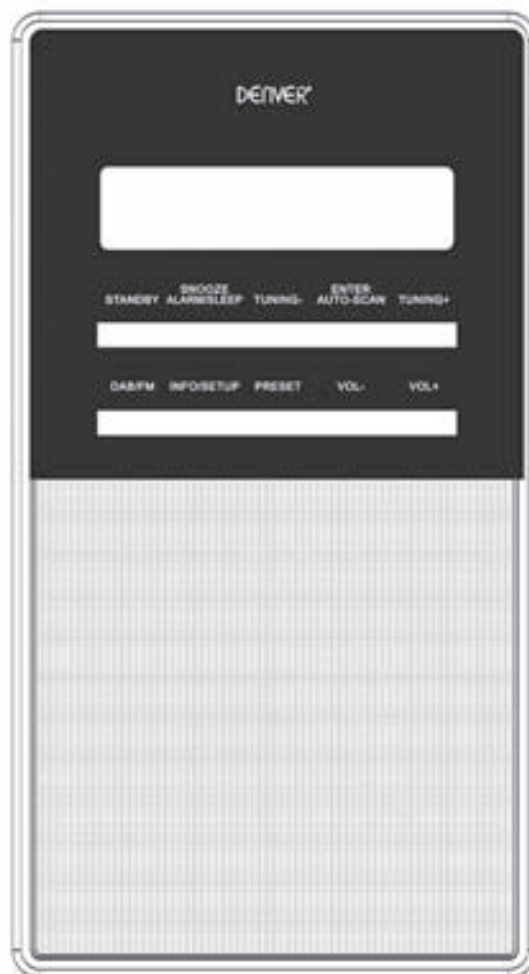 DENVER®
SNOOZE ENTER
STANDBY ALARM/SLEEP TUNING- AUTO-SCAN TUNING+
DAB/FM INFO/SETUP PRESET VOL- VOL+